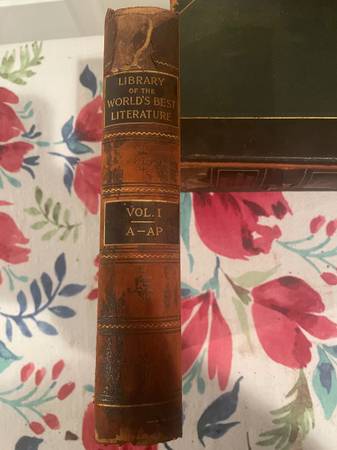 LIBRARY
OF THE
WORLD'S BEST
LITERATURE
VOL. I
A–AP